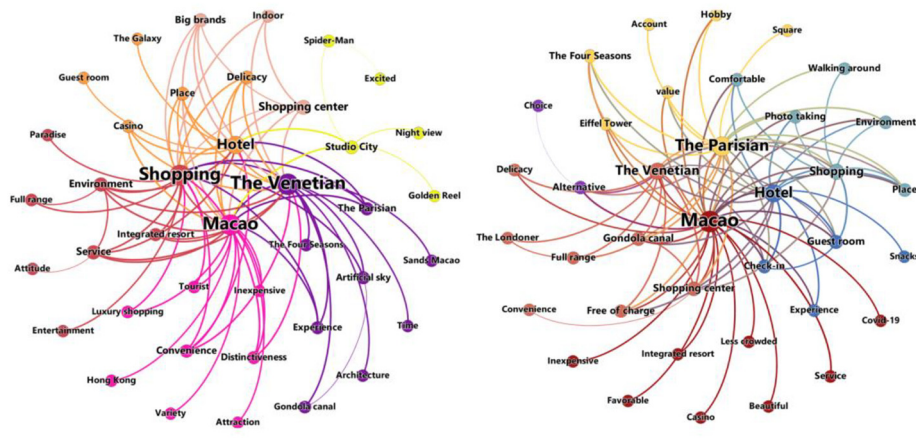 Big brands
Indoor
The Galaxy
Spider-Man
Guest room
Place
Delicacy
Excited
Shopping center
Casino
Paradise
Hotel
Studio City
Night view
Shopping
Environment
The Venetian
Golden Reel
Full range
The Parisian
Macao
Integrated resort
Service
The Four Seasons
Sands Macao
Attitude
Tourist
Inexpensive
Artificial sky
Luxury shopping
Entertainment
Experience
Time
Convenience
Distinctiveness
Hong Kong
Architecture
Variety
Attraction
Gondola canal
Account
Hobby
Square
The Four Seasons
Comfortable
Walking around
value
Choice
Eiffel Tower
Photo taking
Environment
The Parisian
Delicacy
The Venetian
Shopping
Alternative
Hotel
Place
Macao
The Londoner
Gondola canal
Guest room
Full range
Check-in
Snacks
Shopping center
Convenience
Free of charge
Experience
Covid-19
Less crowded
Inexpensive
Integrated resort
Service
Favorable
Casino
Beautiful